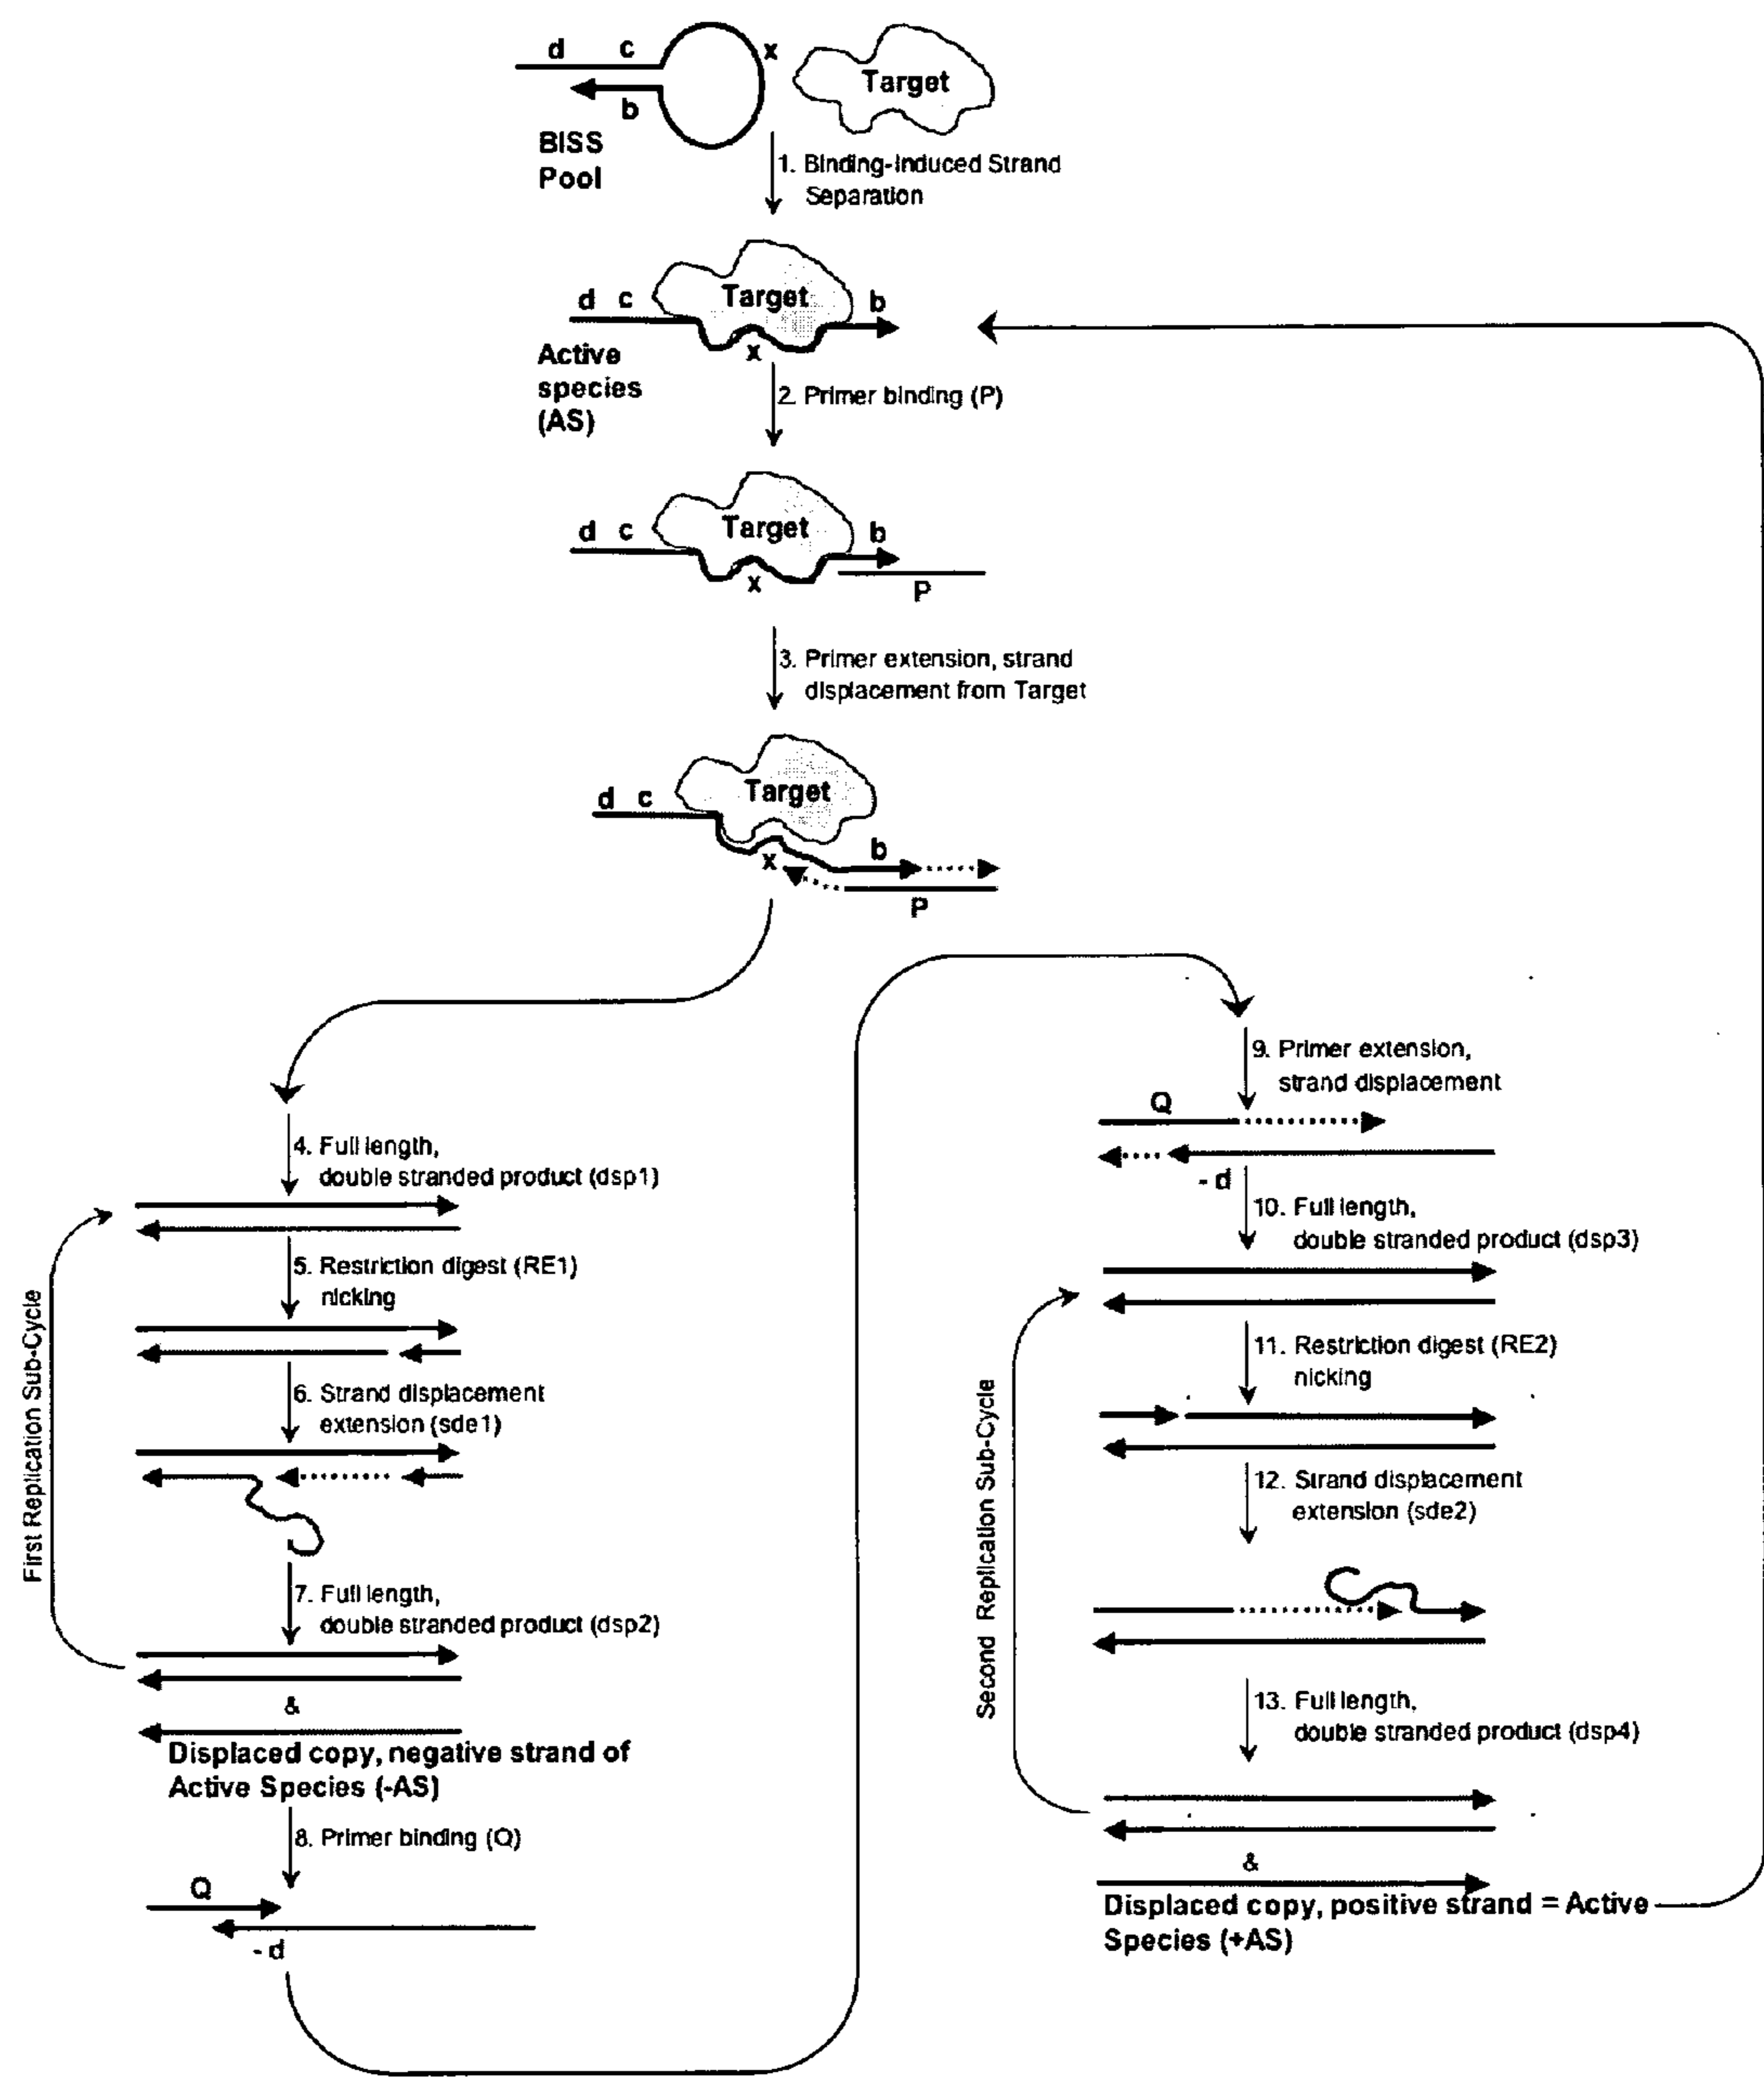 d c x
Target
b
BISS
Pool
1. Binding-Induced Strand
Separation
d c Target b
x
Active
species
(AS)
2. Primer binding (P)
d c Target b
x
P
3. Primer extension, strand
displacement from Target
d c Target
x b
P
4. Full length,
double stranded product (dsp1)
5. Restriction digest (RE1)
nicking
6. Strand displacement
extension (sde1)
7. Full length,
double stranded product (dsp2)
First Replication Sub-Cycle
&
Displaced copy, negative strand of
Active Species (-AS)
8. Primer binding (Q)
Q
- d
9. Primer extension,
strand displacement
Q
- d
10. Full length,
double stranded product (dsp3)
11. Restriction digest (RE2)
nicking
12. Strand displacement
extension (sde2)
13. Full length,
double stranded product (dsp4)
Second Replication Sub-Cycle
&
Displaced copy, positive strand = Active
Species (+AS)